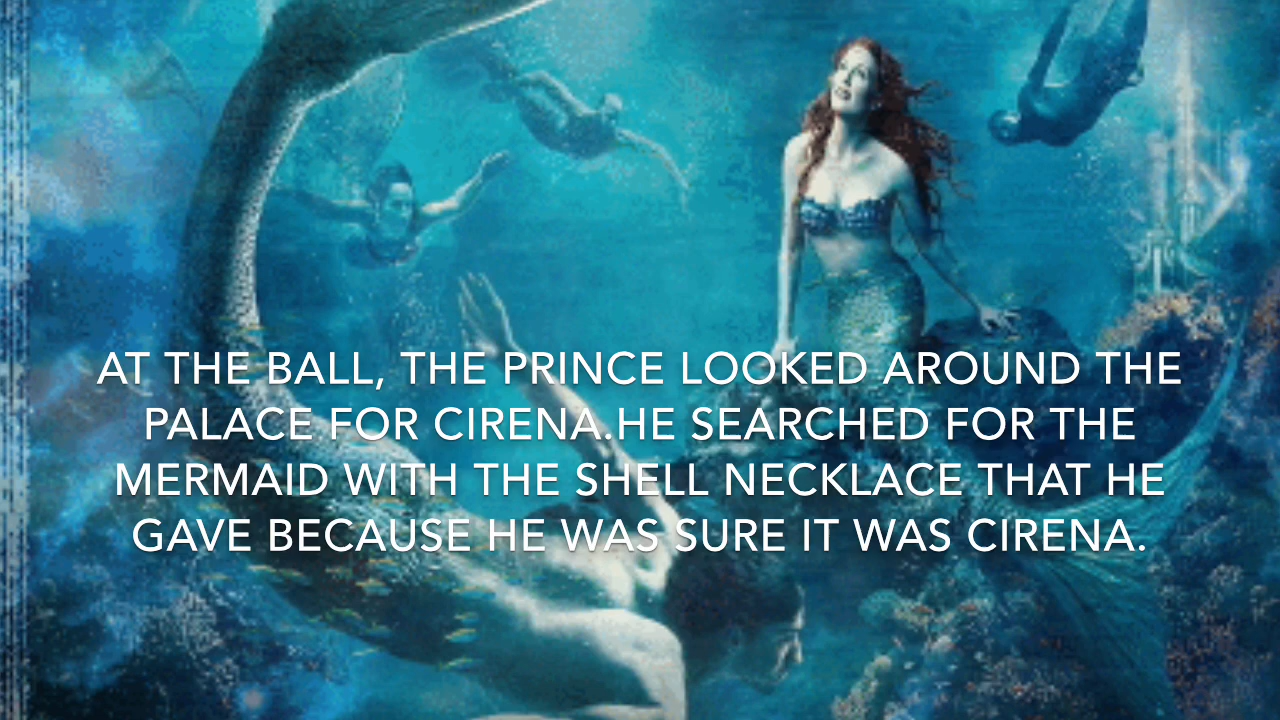 AT THE BALL, THE PRINCE LOOKED AROUND THE
PALACE FOR CIRENA.HE SEARCHED FOR THE
MERMAID WITH THE SHELL NECKLACE THAT HE
GAVE BECAUSE HE WAS SURE IT WAS CIRENA.